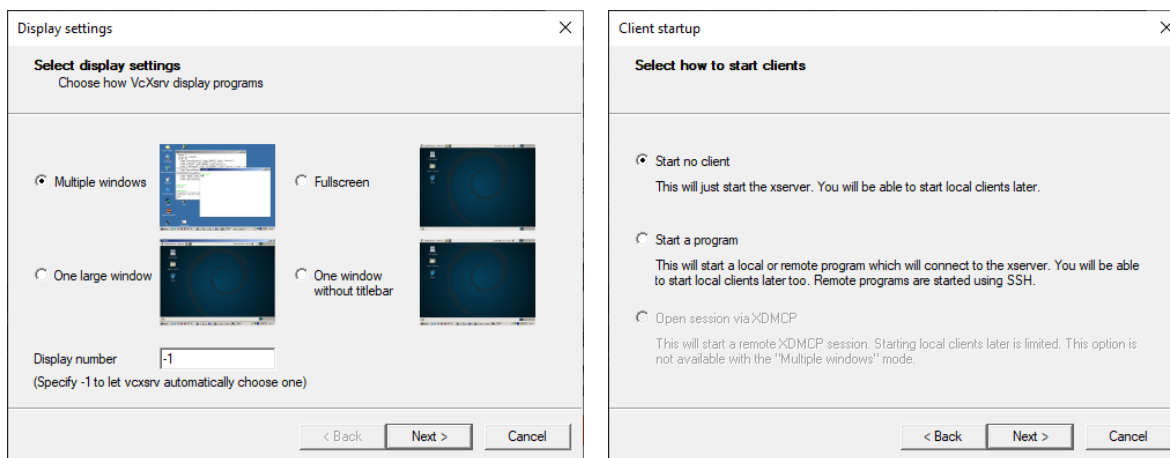 Display settings
Select display settings
Choose how VcXsrv display programs
Multiple windows
Fullscreen
One large window
One window
without titlebar
Display number
-1
(Specify -1 to let vcxsrv automatically choose one)
< Back
Next >
Cancel
Client startup
Select how to start clients
Start no client
This will just start the xserver. You will be able to start local clients later.
Start a program
This will start a local or remote program which will connect to the xserver. You will be able
to start local clients later too. Remote programs are started using SSH.
Open session via XDMCP
This will start a remote XDMCP session. Starting local clients later is limited. This option is
not available with the "Multiple windows" mode.
< Back
Next >
Cancel